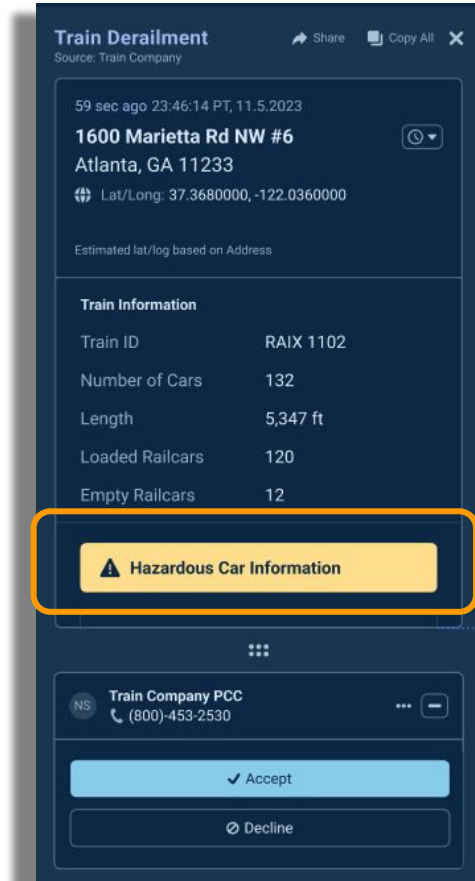 Train Derailment Share Copy All
Source: Train Company
59 sec ago 23:46:14 PT, 11.5.2023
1600 Marietta Rd NW #6
Atlanta, GA 11233
Lat/Long: 37.3680000, -122.0360000
Estimated lat/log based on Address
Train Information
Train ID RAIX 1102
Number of Cars 132
Length 5,347 ft
Loaded Railcars 120
Empty Railcars 12
Hazardous Car Information
NS Train Company PCC
(800)-453-2530
Accept
Decline